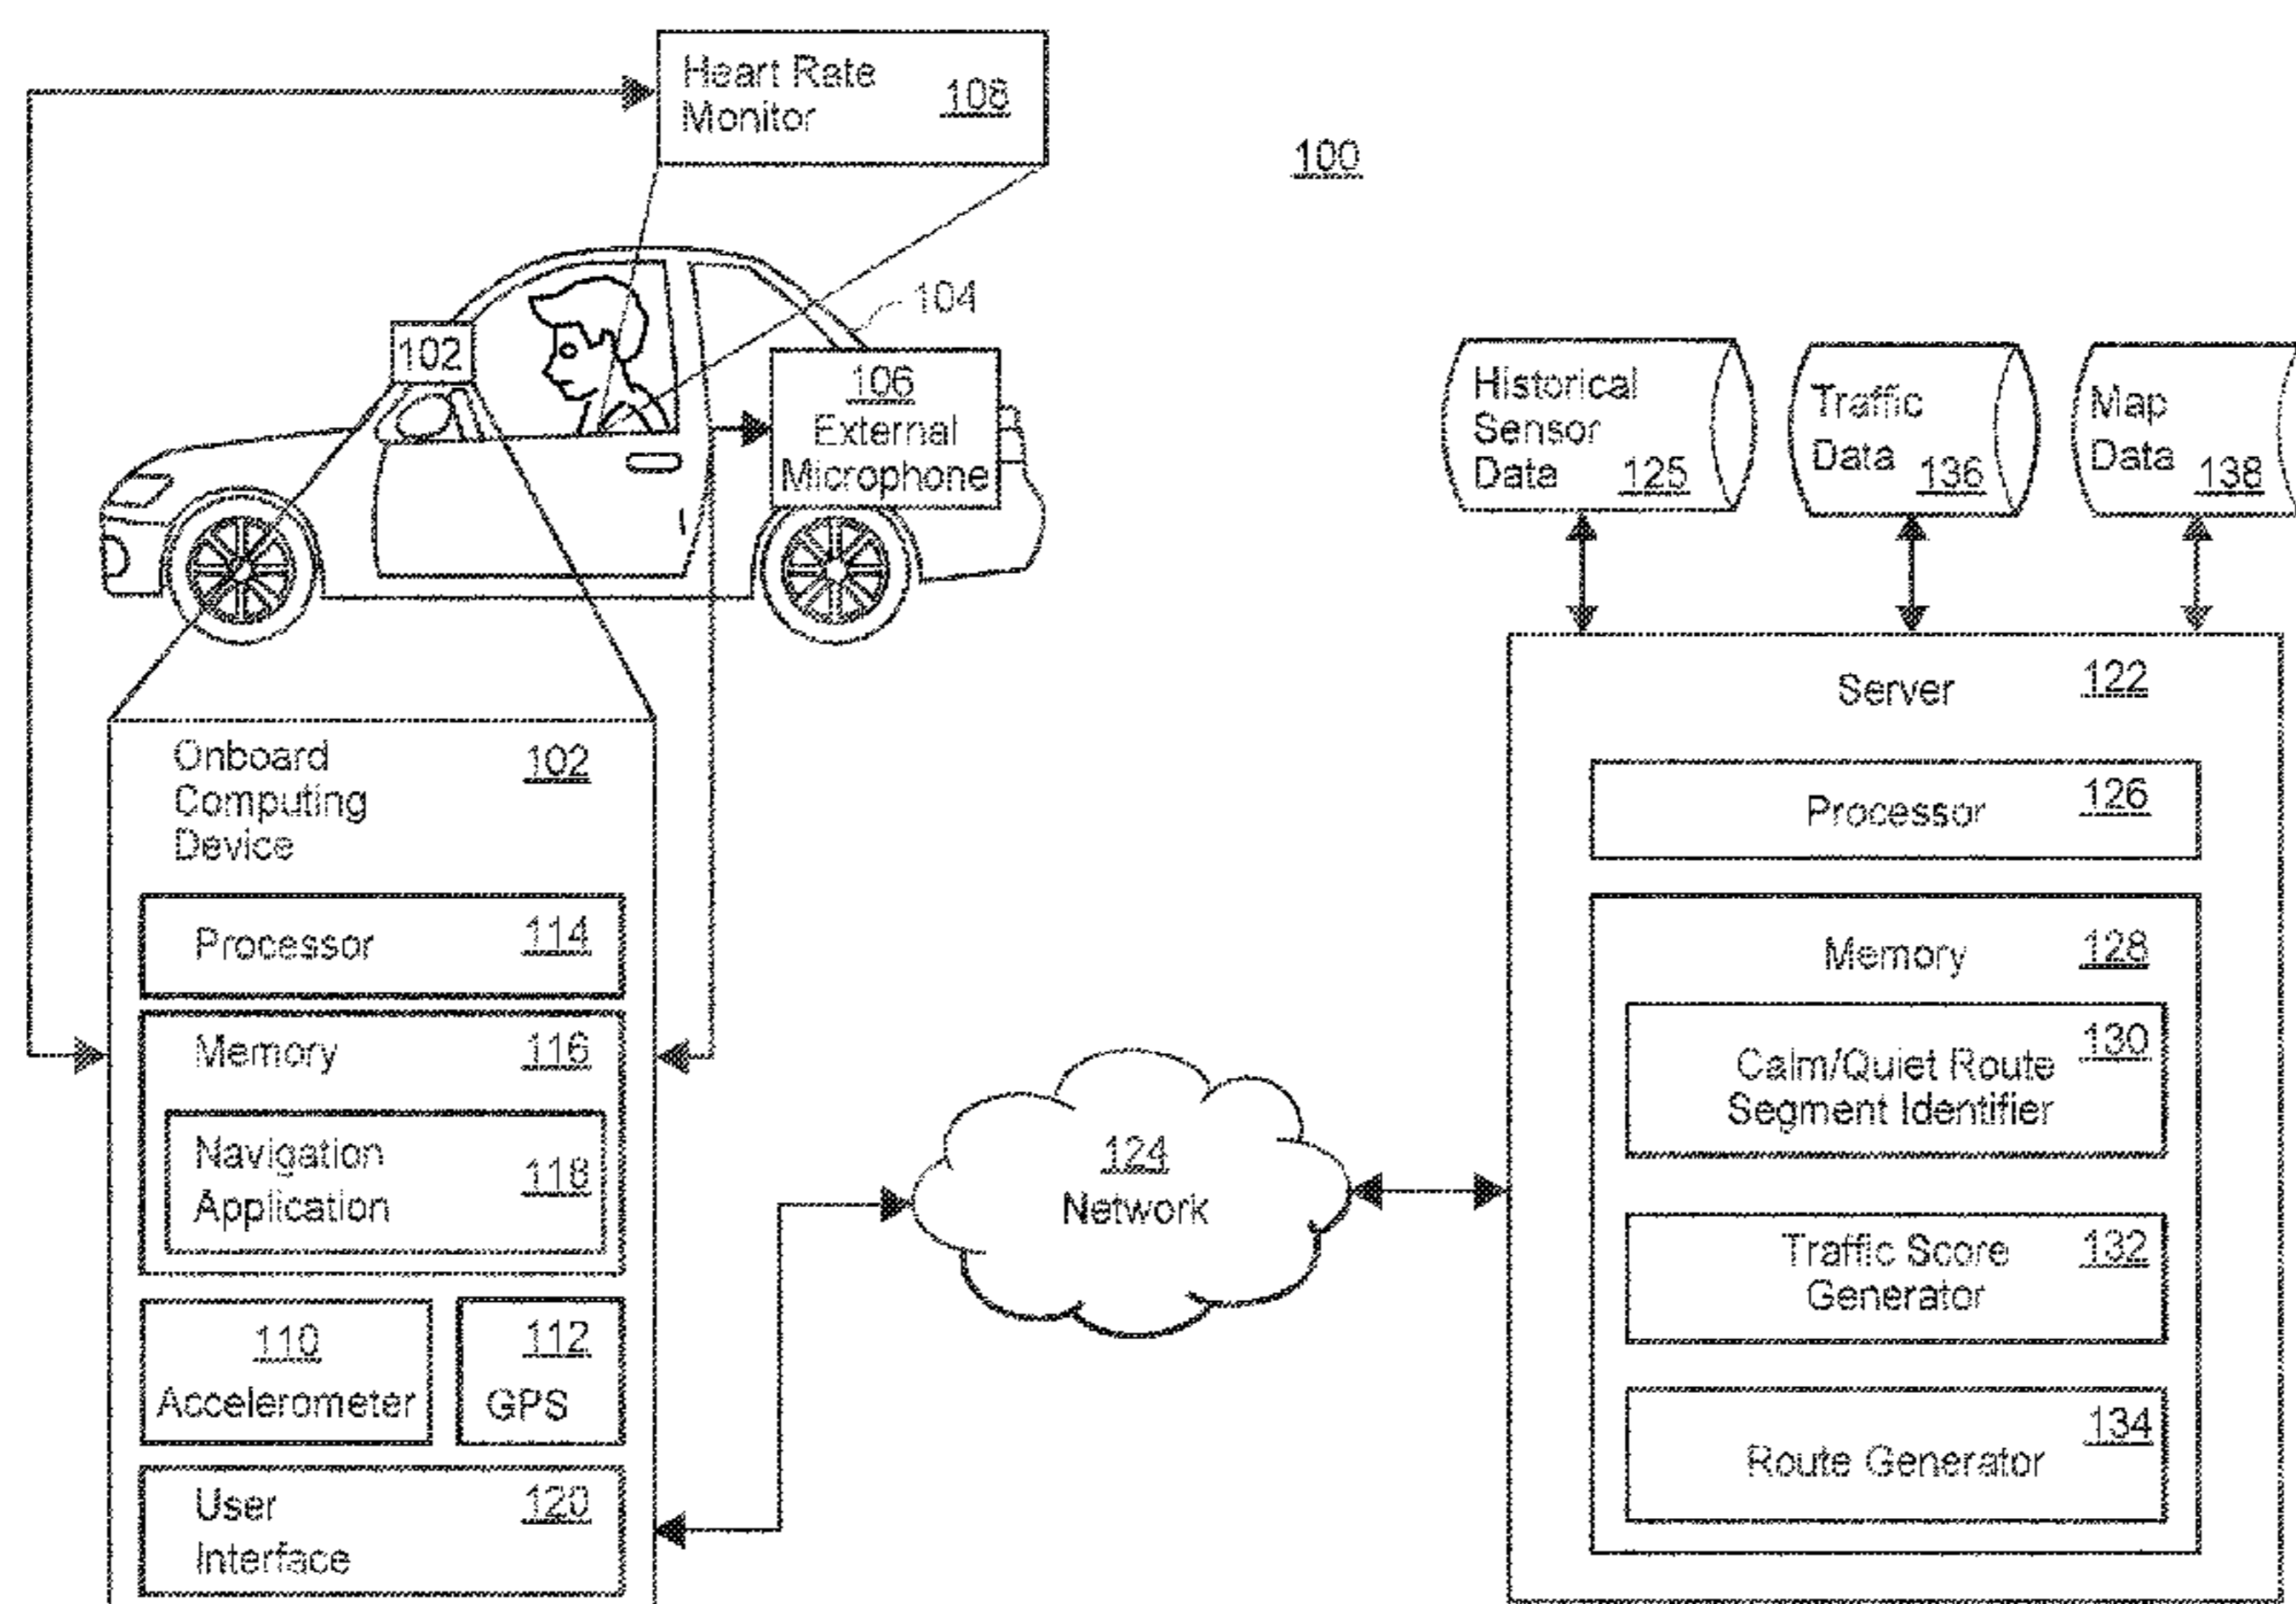 Heart Rate
Monitor 108
100
104
102
106
External
Microphone
Historical
Sensor
Data 125
Traffic
Data 136
Map
Data 138
Onboard 102
Computing
Device
Processor 114
Memory 116
Navigation
Application 118
110
Accelerometer
112
GPS
User 120
Interface
124
Network
Server 122
Processor 126
Memory 128
130
Calm/Quiet Route
Segment Identifier
Traffic Score 132
Generator
134
Route Generator